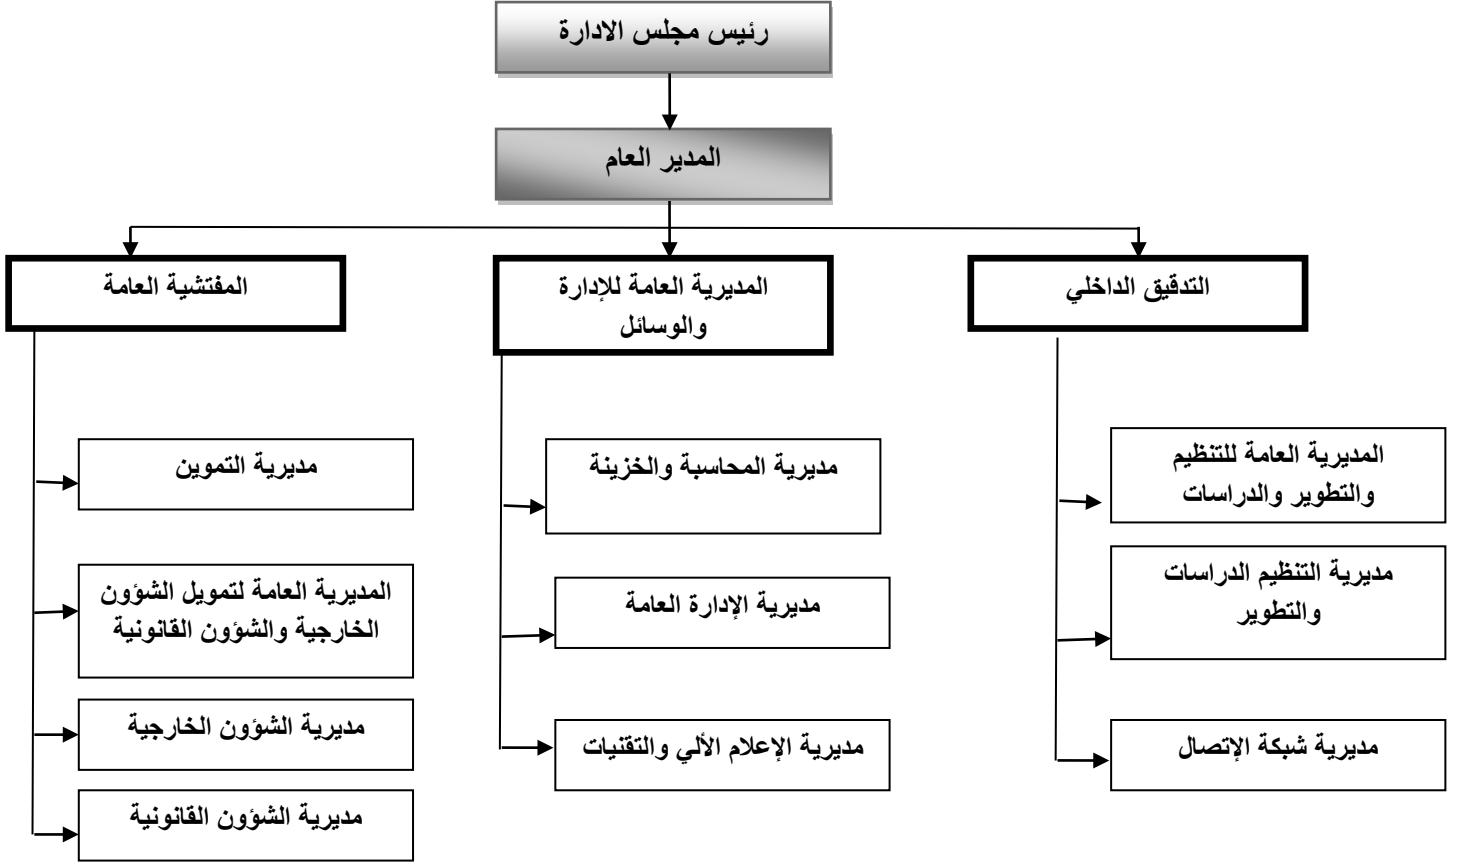 رئيس مجلس الادارة
المدير العام
التدقيق الداخلي
المديرية العامة للإدارة
والوسائل
المفتشية العامة
المديرية العامة للتنظيم
والتطوير والدراسات
مديرية التنظيم الدراسات
والتطوير
مديرية شبكة الإتصال
مديرية المحاسبة والخزينة
مديرية الإدارة العامة
مديرية الإعلام الألي والتقنيات
مديرية التموين
المديرية العامة لتمويل الشؤون
الخارجية والشؤون القانونية
مديرية الشؤون الخارجية
مديرية الشؤون القانونية